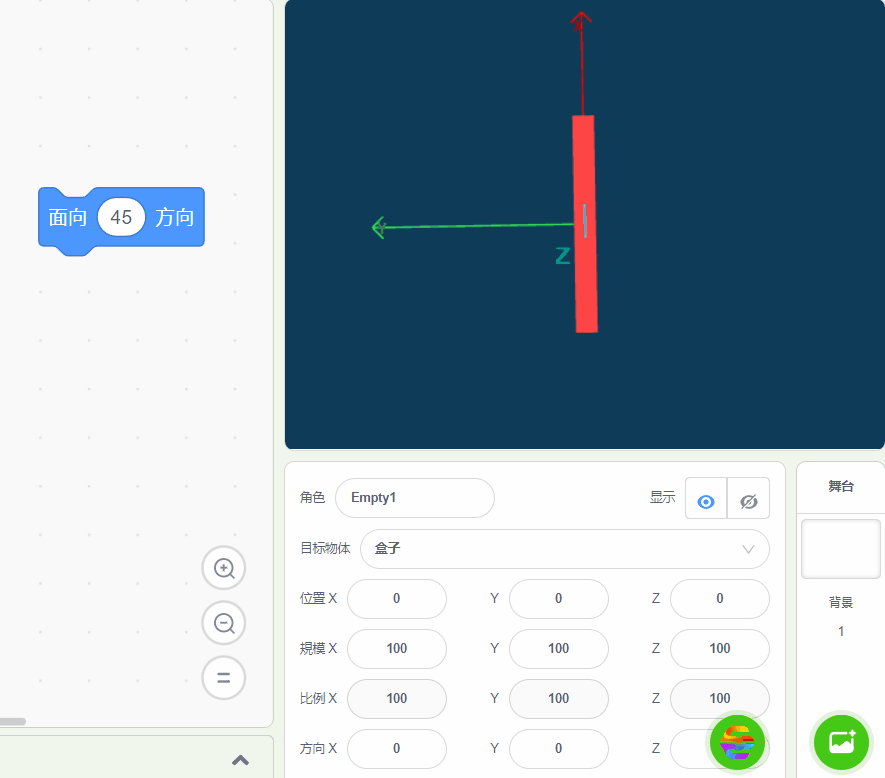 面向 45 方向
X
Y
Z
角色 Empty1 显示
目标物体 盒子
位置 X 0 Y 0 Z 0
规模 X 100 Y 100 Z 100
比例 X 100 Y 100 Z 100
方向 X 0 Y 0 Z
舞台
背景
1